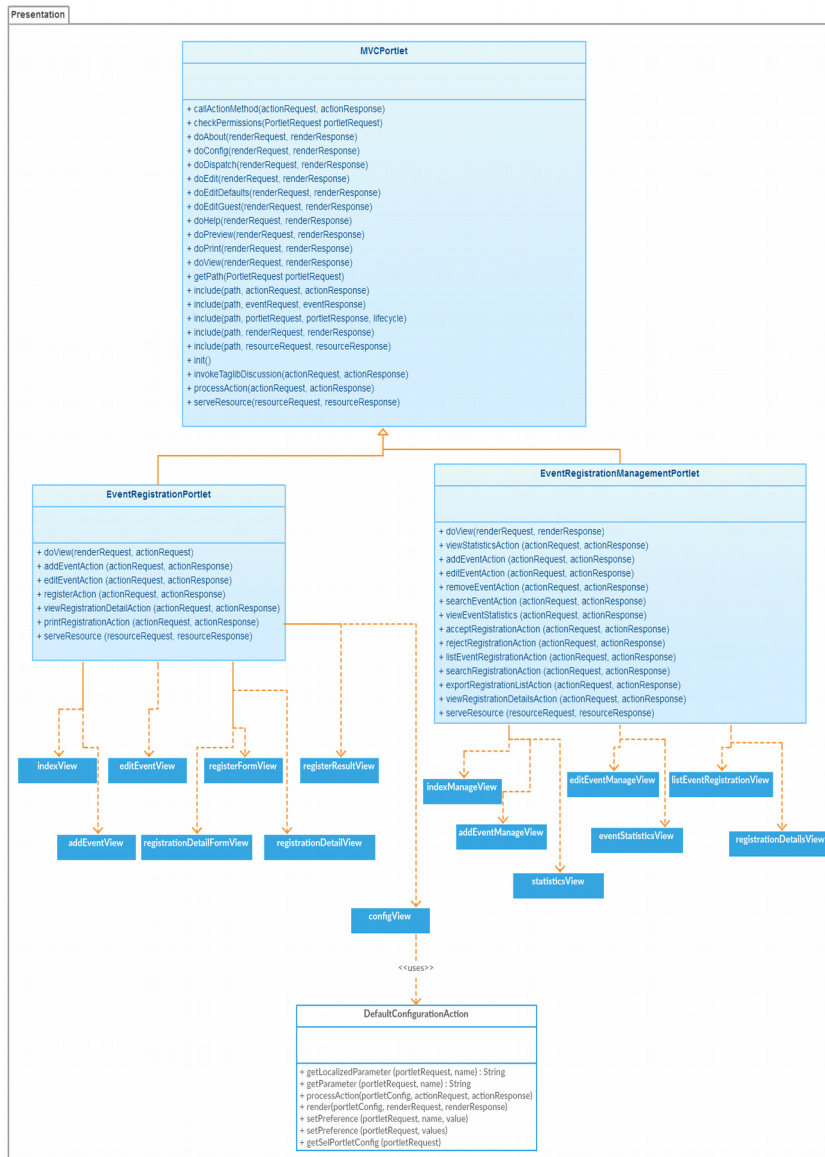 Presentation
MVCPortlet
+ callActionMethod(actionRequest, actionResponse)
+ checkPermissions(PortletRequest portletRequest)
+ doAbout(renderRequest, renderResponse)
+ doConfig(renderRequest, renderResponse)
+ doDispatch(renderRequest, renderResponse)
+ doEdit(renderRequest, renderResponse)
+ doEditDefaults(renderRequest, renderResponse)
+ doEditGuest(renderRequest, renderResponse)
+ doHelp(renderRequest, renderResponse)
+ doPreview(renderRequest, renderResponse)
+ doPrint(renderRequest, renderResponse)
+ doView(renderRequest, renderResponse)
+ getPath(PortletRequest portletRequest)
+ include(path, actionRequest, actionResponse)
+ include(path, eventRequest, eventResponse)
+ include(path, portletRequest, portletResponse, lifecycle)
+ include(path, renderRequest, renderResponse)
+ include(path, resourceRequest, resourceResponse)
+ init()
+ invokeTaglibDiscussion(actionRequest, actionResponse)
+ processAction(actionRequest, actionResponse)
+ serveResource(resourceRequest, resourceResponse)
EventRegistrationPortlet
+ doView(renderRequest, actionRequest)
+ addEventAction (actionRequest, actionResponse)
+ editEventAction (actionRequest, actionResponse)
+ registerAction (actionRequest, actionResponse)
+ viewRegistrationDetailAction (actionRequest, actionResponse)
+ printRegistrationAction (actionRequest, actionResponse)
+ serveResource (resourceRequest, resourceResponse)
EventRegistrationManagementPortlet
+ doView(renderRequest, renderResponse)
+ viewStatisticsAction (actionRequest, actionResponse)
+ addEventAction (actionRequest, actionResponse)
+ editEventAction (actionRequest, actionResponse)
+ removeEventAction (actionRequest, actionResponse)
+ searchEventAction (actionRequest, actionResponse)
+ viewEventStatistics (actionRequest, actionResponse)
+ acceptRegistrationAction (actionRequest, actionResponse)
+ rejectRegistrationAction (actionRequest, actionResponse)
+ listEventRegistrationAction (actionRequest, actionResponse)
+ searchRegistrationAction (actionRequest, actionResponse)
+ exportRegistrationListAction (actionRequest, actionResponse)
+ viewRegistrationDetailsAction (actionRequest, actionResponse)
+ serveResource (resourceRequest, resourceResponse)
indexView
editEventView
registerFormView
registerResultView
addEventView
registrationDetailFormView
registrationDetailView
indexManageView
editEventManageView
listEventRegistrationView
addEventManageView
eventStatisticsView
registrationDetailsView
statisticsView
configView
<<uses>>
DefaultConfigurationAction
+ getLocalizedParameter (portletRequest, name) : String
+ getParameter (portletRequest, name) : String
+ processAction(portletConfig, actionRequest, actionResponse)
+ render(portletConfig, renderRequest, renderResponse)
+ setPreference (portletRequest, name, value)
+ setPreference (portletRequest, values)
+ getSelPortletConfig (portletRequest)